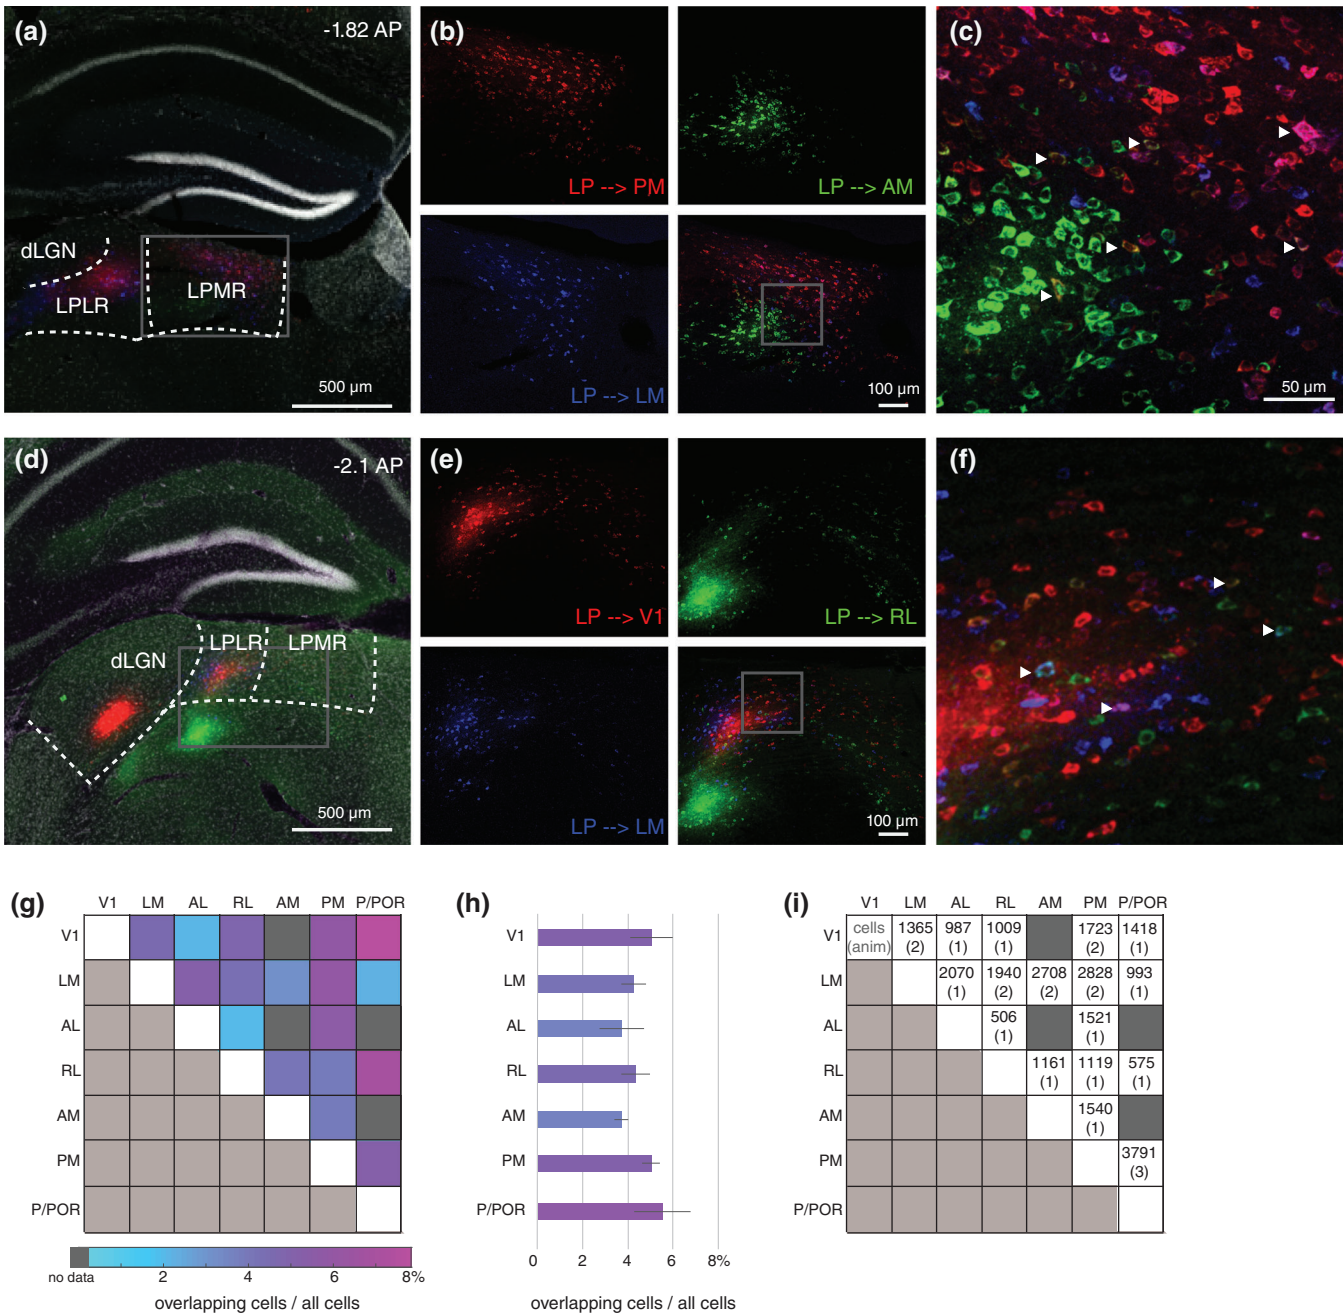 (a)
-1.82 AP
dLGN
LPLR
LPMR
500 µm
(b)
LP --> PM
LP --> AM
LP --> LM
100 µm
(c)
50 µm
(d)
-2.1 AP
dLGN
LPLR
LPMR
500 µm
(e)
LP --> V1
LP --> RL
LP --> LM
100 µm
(f)
(g)
V1 LM AL RL AM PM P/POR
V1
LM
AL
RL
AM
PM
P/POR
no data
2 4 6 8%
overlapping cells / all cells
(h)
V1
LM
AL
RL
AM
PM
P/POR
0 2 4 6 8%
overlapping cells / all cells
(i)
V1 LM AL RL AM PM P/POR
V1 cells 1365 987 1009 1723 1418
(anim) (2) (1) (1) (2) (1)
LM 2070 1940 2708 2828 993
(1) (2) (2) (2) (1)
AL 506 1521
(1) (1)
RL 1161 1119 575
(1) (1) (1)
AM 1540
(1)
PM 3791
(3)
P/POR